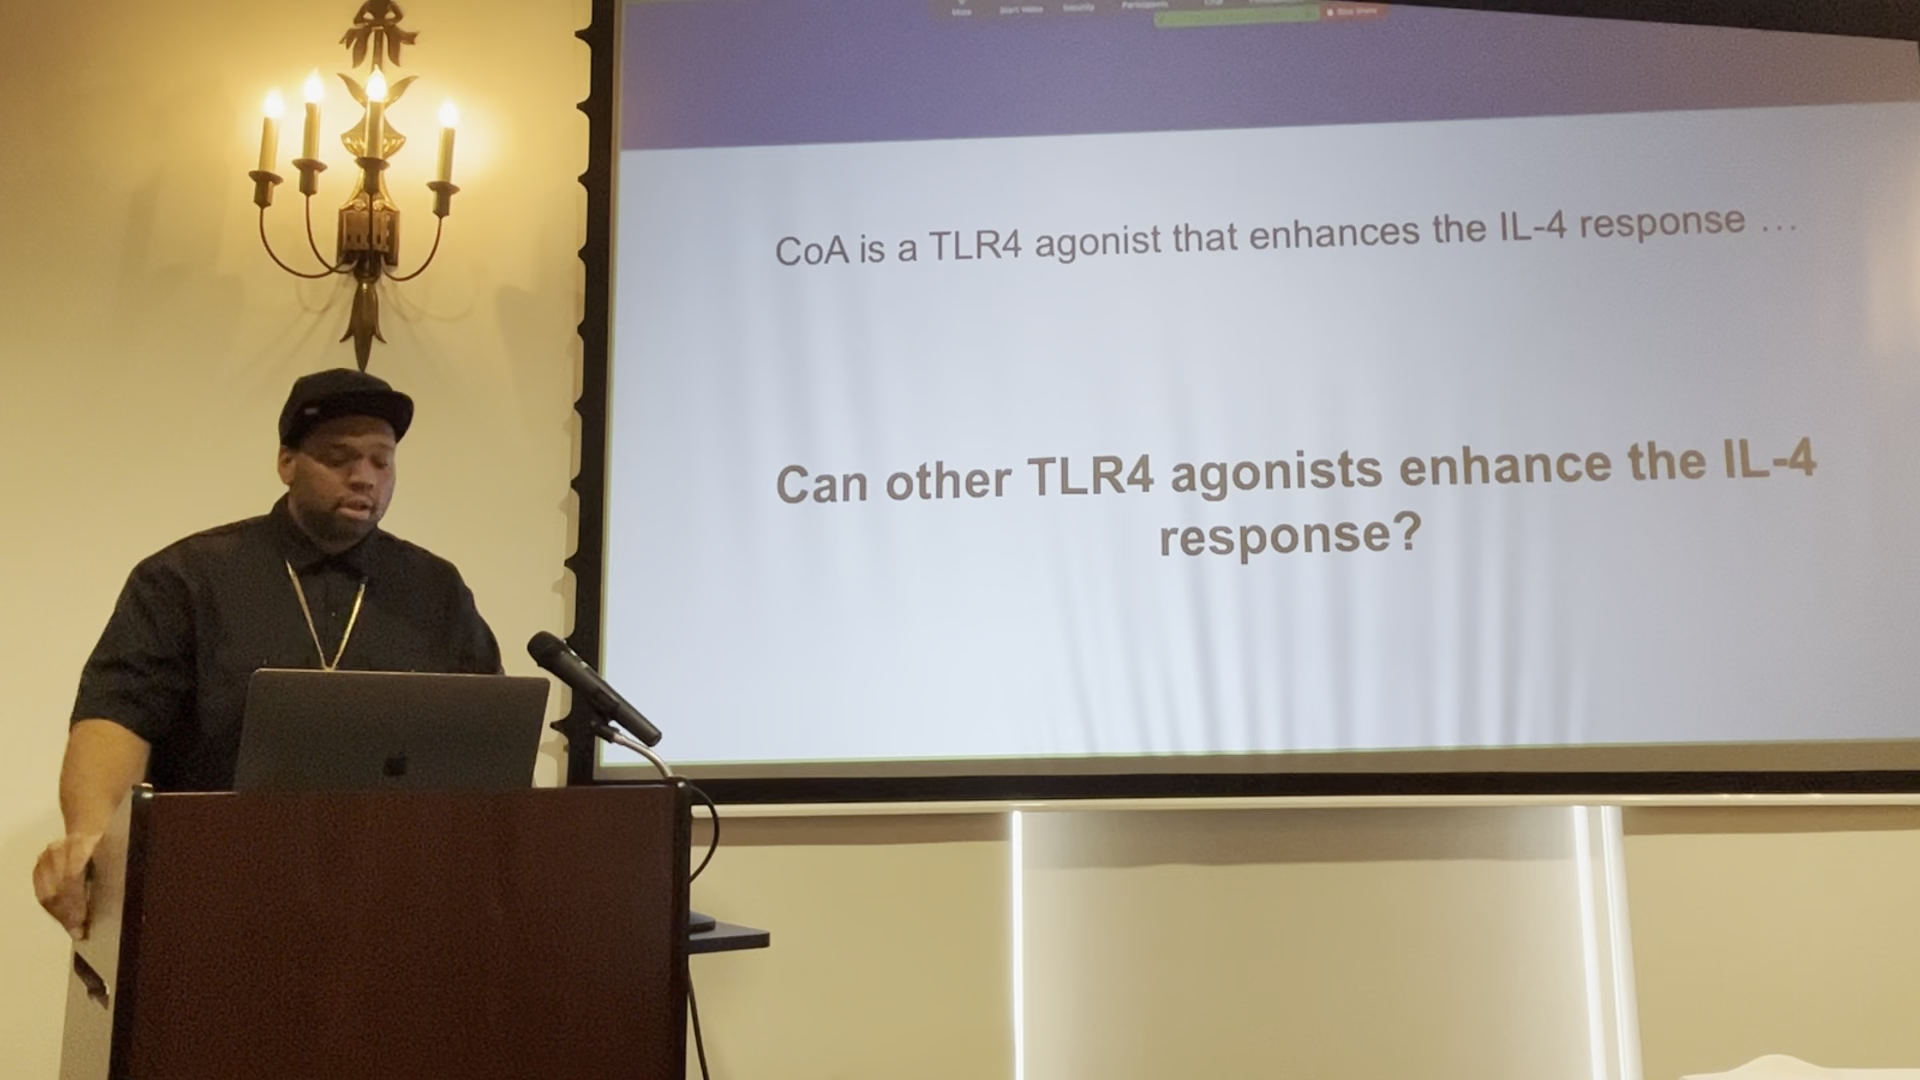 CoA is a TLR4 agonist that enhances the IL-4 response ...
Can other TLR4 agonists enhance the IL-4
response?